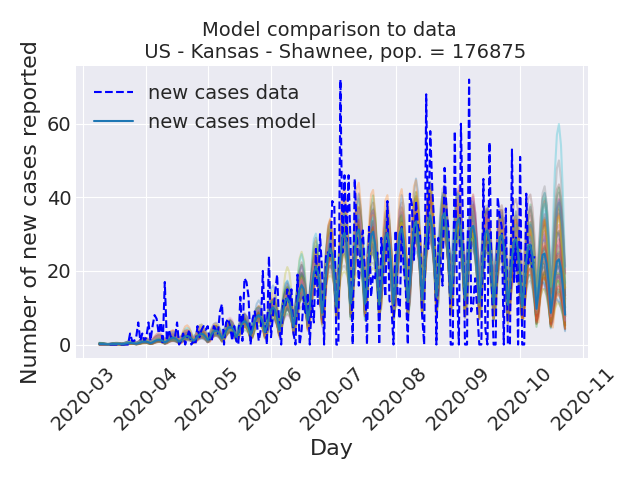 Model comparison to data
US - Kansas - Shawnee, pop. = 176875
Number of new cases reported
new cases data
new cases model
60
40
20
0
2020-03
2020-04
2020-05
2020-06
2020-07
2020-08
2020-09
2020-10
2020-11
Day